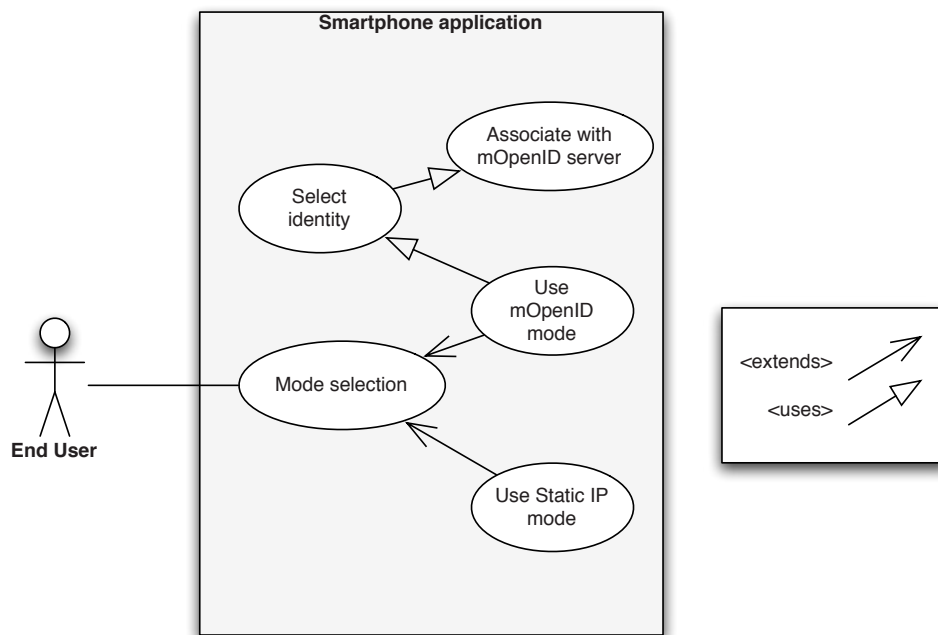 Smartphone application
Associate with
mOpenID server
Select
identity
Use
mOpenID
mode
Mode selection
Use Static IP
mode
End User
<extends>
<uses>